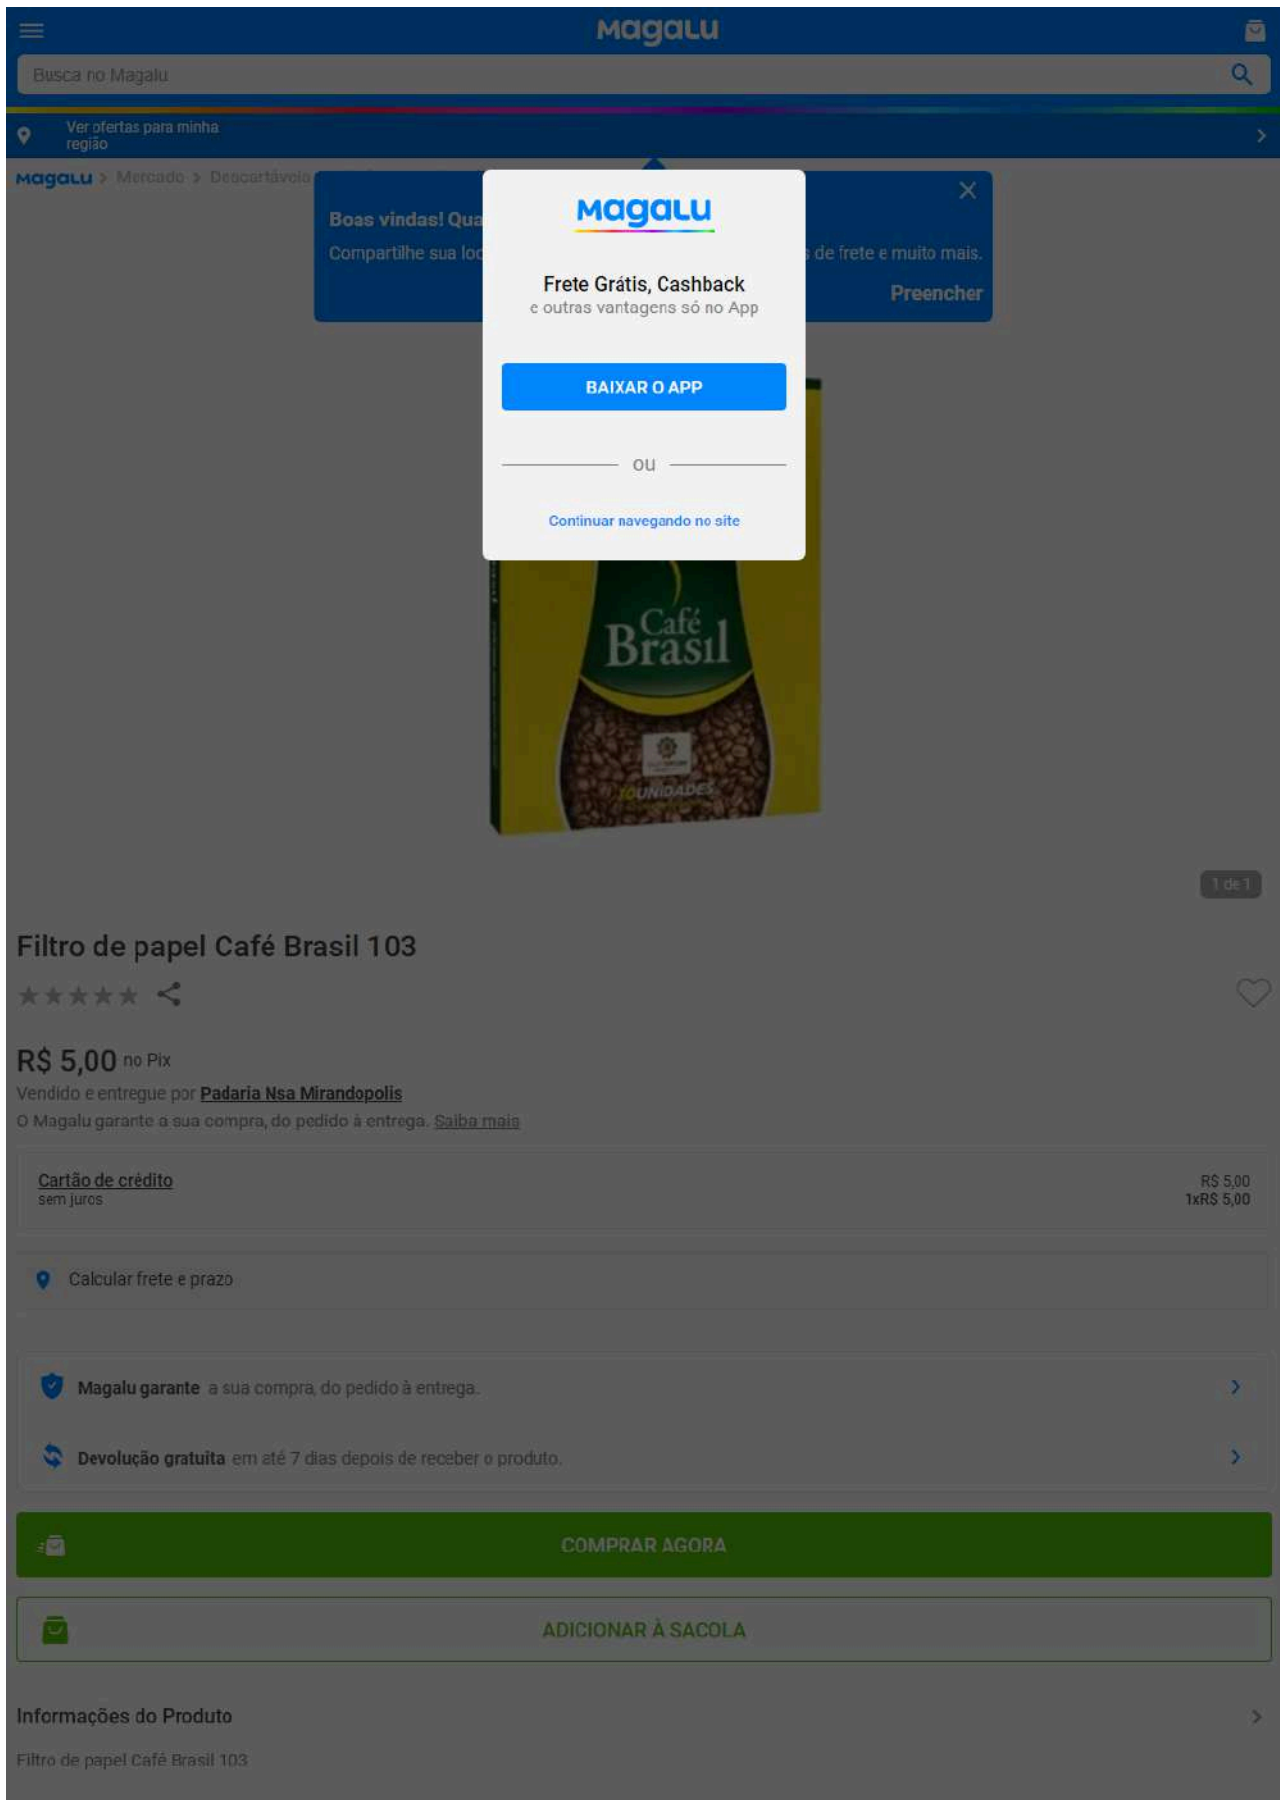 Magalu
Busca no Magalu
Ver ofertas para minha
região
Magalu > Mercado > Descartáveis
Boas vindas! Qua
Compartilhe sua loc
s de frete e muito mais.
Preencher
Magalu
Frete Grátis, Cashback
e outras vantagens só no App
BAIXAR O APP
ou
Continuar navegando no site
Café
Brasil
10 UNIDADES
1 de 1
Filtro de papel Café Brasil 103
R$ 5,00 no Pix
Vendido e entregue por Padaria Nsa Mirandopolis
O Magalu garante a sua compra, do pedido à entrega. Saiba mais
Cartão de crédito
R$ 5,00
sem juros
1xR$ 5,00
Calcular frete e prazo
Magalu garante a sua compra, do pedido à entrega.
Devolução gratuita em até 7 dias depois de receber o produto.
COMPRAR AGORA
ADICIONAR À SACOLA
Informações do Produto
Filtro de papel Café Brasil 103